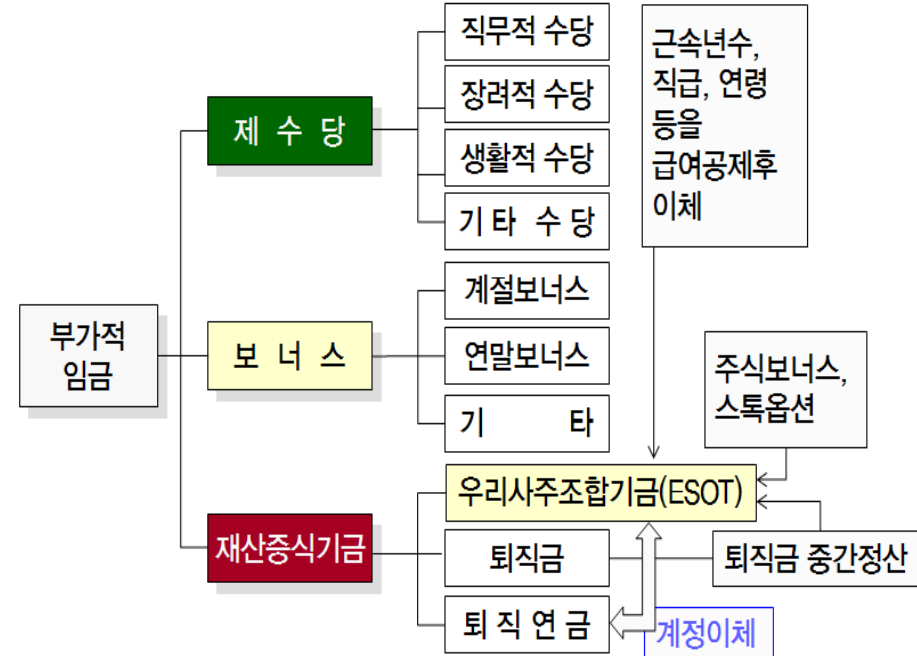 직무적 수당
장려적 수당
생활적 수당
기타 수당
제 수 당
근속년수,
직급, 연령
등을
급여공제후
이체
부가적
임금
계절보너스
연말보너스
기 타
보 너 스
주식보너스,
스톡옵션
우리사주조합기금(ESOT)
재산증식기금
퇴직금
퇴직금 중간정산
퇴직연금
계정이체